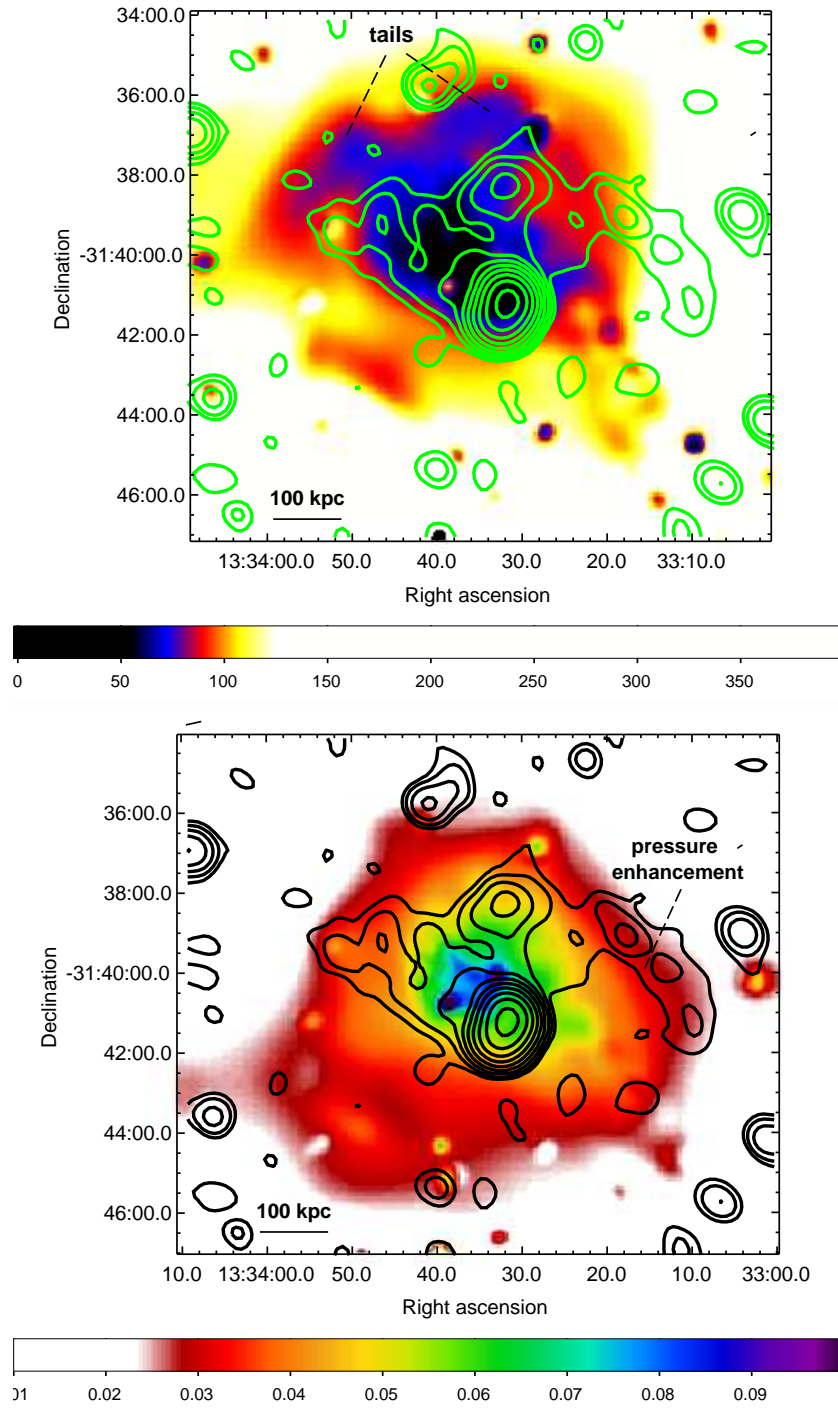 34:00.0
tails
36:00.0
38:00.0
-31:40:00.0
42:00.0
44:00.0
46:00.0
Declination
100 kpc
13:34:00.0 50.0 40.0 30.0 20.0 33:10.0
Right ascension
0 50 100 150 200 250 300 350
36:00.0
38:00.0
-31:40:00.0
42:00.0
44:00.0
46:00.0
Declination
pressure
enhancement
100 kpc
10.0 13:34:00.0 50.0 40.0 30.0 20.0 10.0 33:00.0
Right ascension
01 0.02 0.03 0.04 0.05 0.06 0.07 0.08 0.09